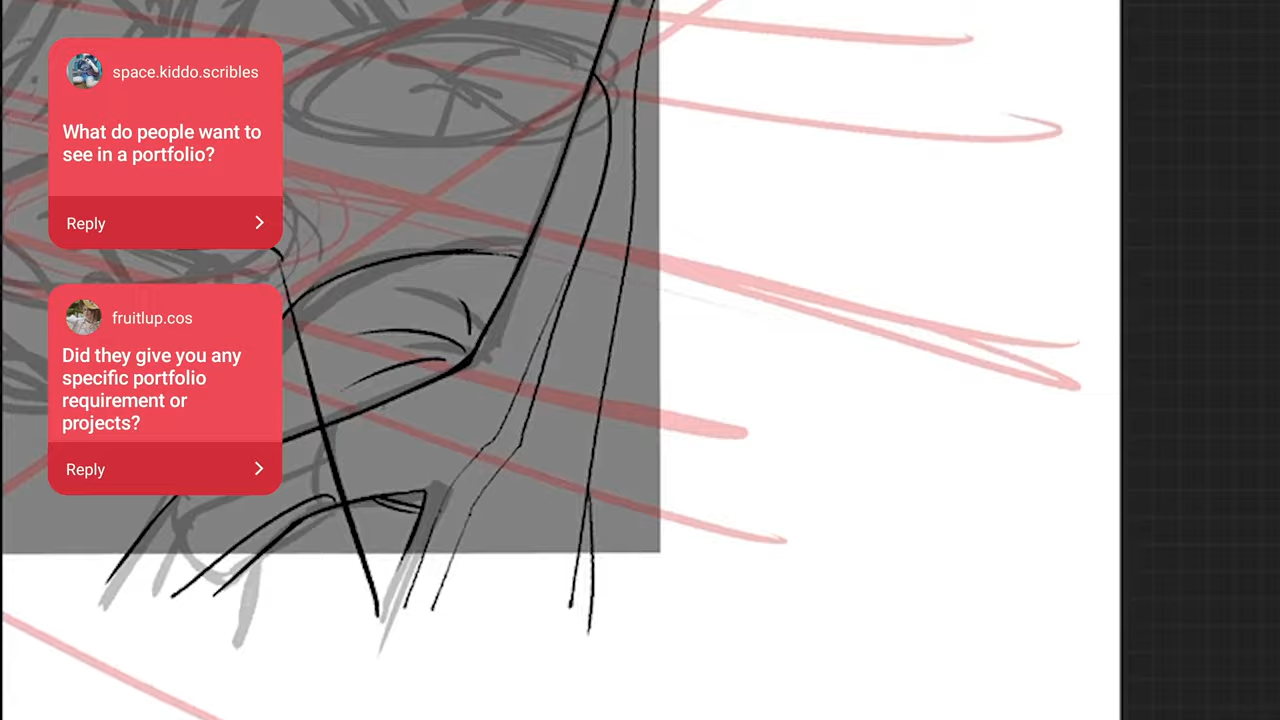 space.kiddo.scribles
What do people want to
see in a portfolio?
Reply
fruitlup.cos
Did they give you any
specific portfolio
requirement or
projects?
Reply